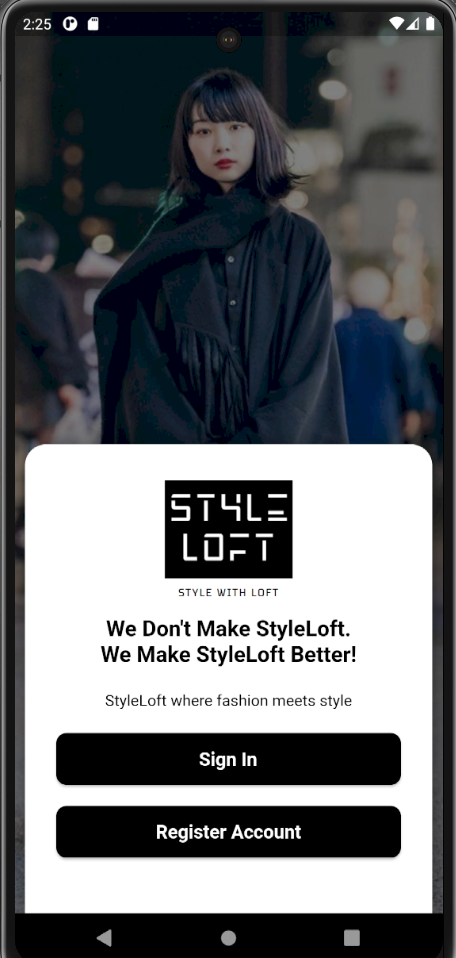 2:25
STYLE
LOFT
STYLE WITH LOFT
We Don't Make StyleLoft.
We Make StyleLoft Better!
StyleLoft where fashion meets style
Sign In
Register Account